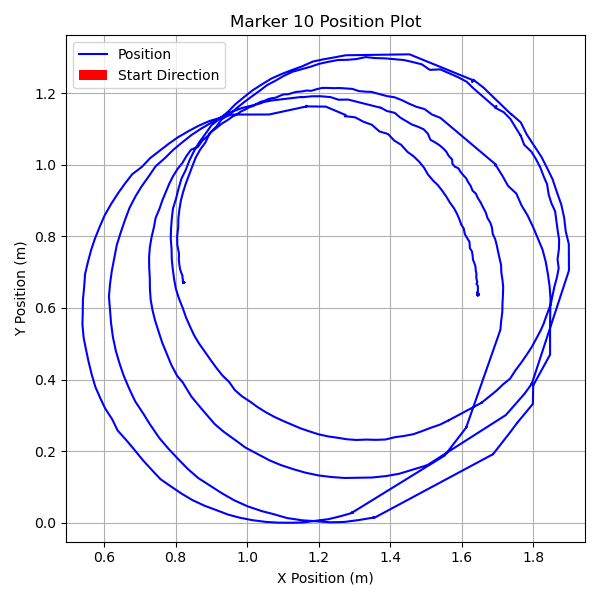 Marker 10 Position Plot
Position
Start Direction
Y Position (m)
1.2
1.0
0.8
0.6
0.4
0.2
0.0
0.6 0.8 1.0 1.2 1.4 1.6 1.8
X Position (m)